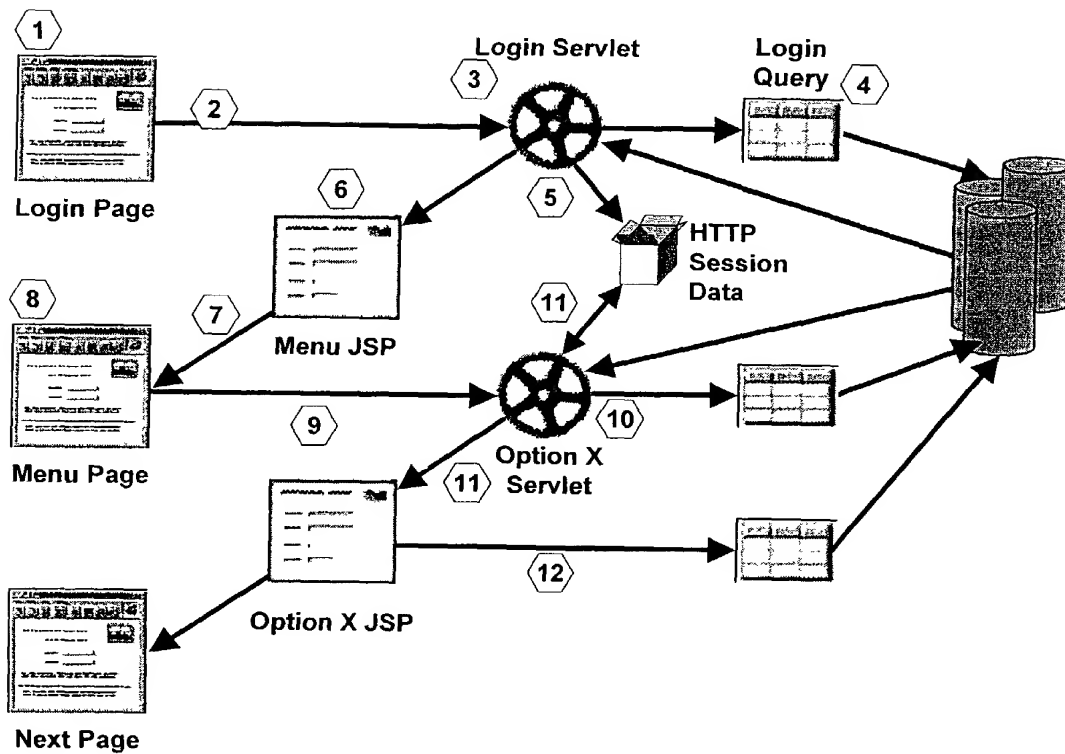 1
Login Servlet
Login
Query
3
4
2
Login Page
6
5
HTTP
Session
Data
8
7
11
Menu JSP
9
10
Menu Page
Option X
Servlet
11
12
Option X JSP
Next Page